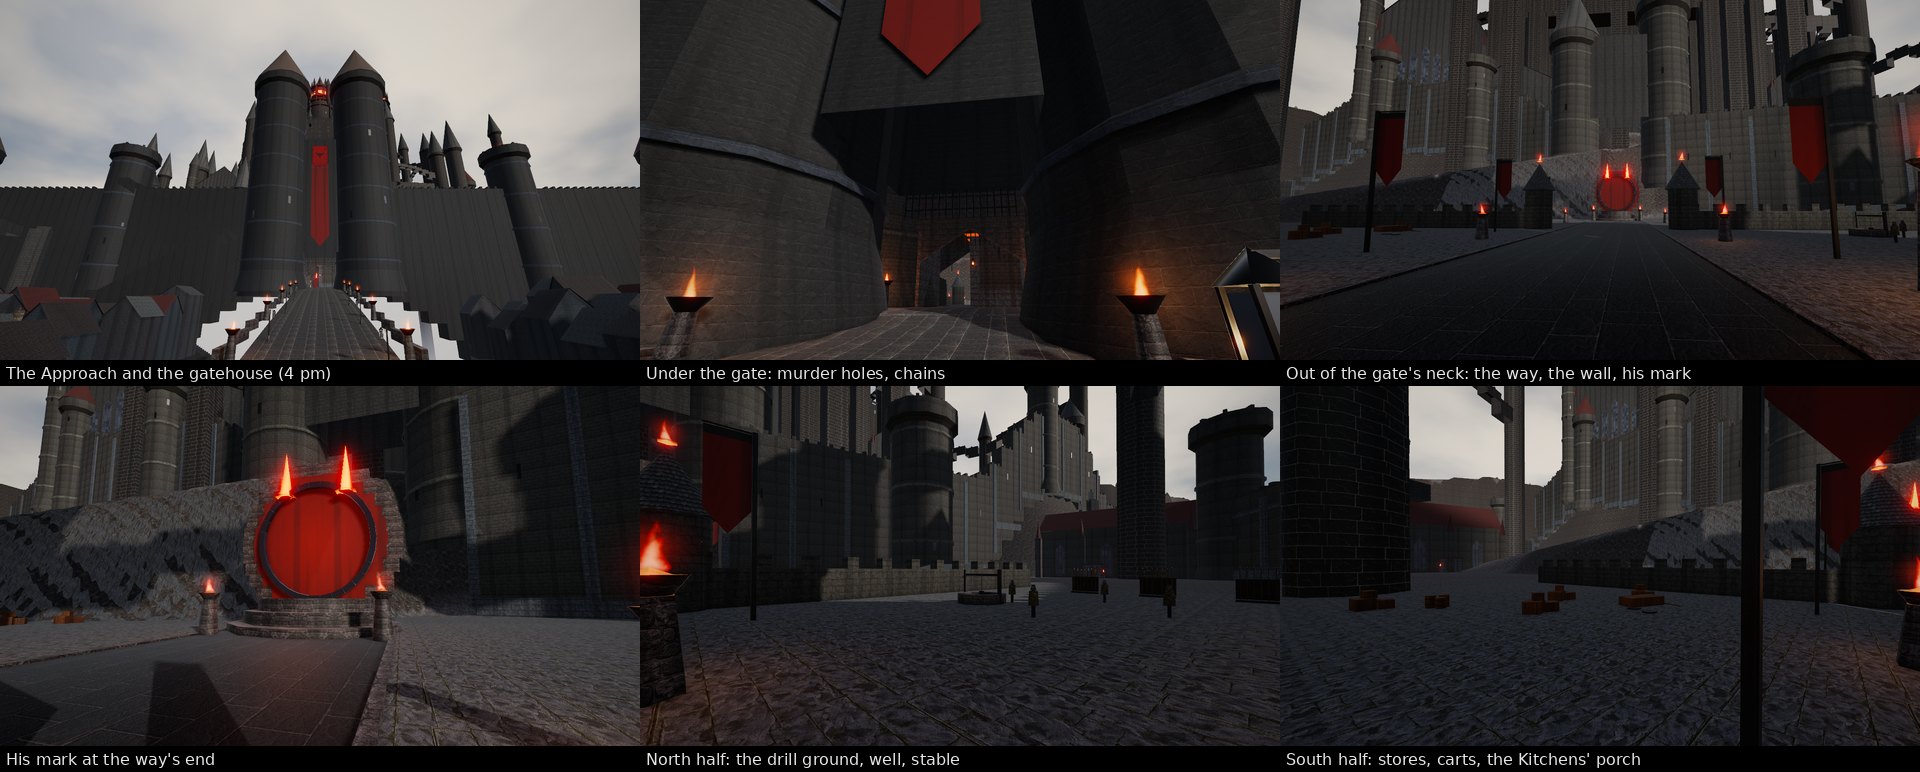 The Approach and the gatehouse (4 pm)
Under the gate: murder holes, chains
Out of the gate's neck: the way, the wall, his mark
His mark at the way's end
North half: the drill ground, well, stable
South half: stores, carts, the Kitchens' porch